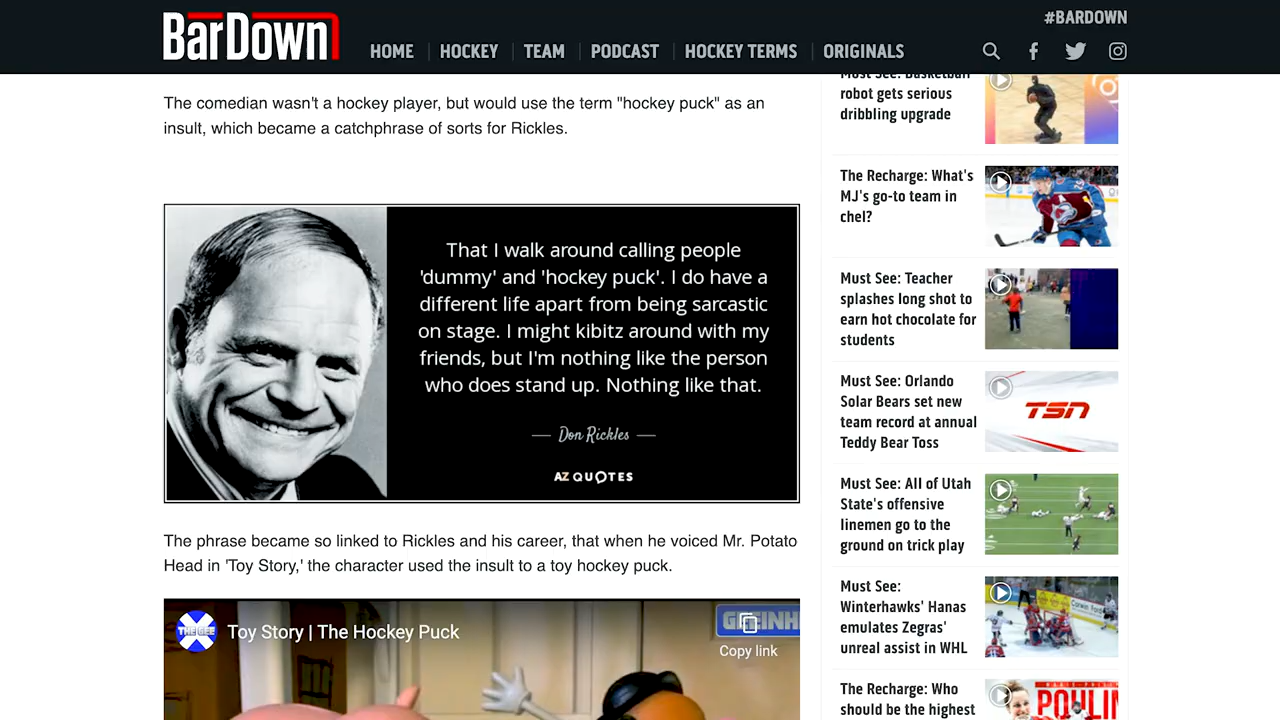 BarDown
#BARDOWN
HOME
HOCKEY
TEAM
PODCAST
HOCKEY TERMS
ORIGINALS
The comedian wasn't a hockey player, but would use the term "hockey puck" as an
insult, which became a catchphrase of sorts for Rickles.
That I walk around calling people
'dummy' and 'hockey puck'. I do have a
different life apart from being sarcastic
on stage. I might kibitz around with my
friends, but I'm nothing like the person
who does stand up. Nothing like that.
— Don Rickles —
AZ QUOTES
The phrase became so linked to Rickles and his career, that when he voiced Mr. Potato
Head in 'Toy Story,' the character used the insult to a toy hockey puck.
THE GEE
Toy Story | The Hockey Puck
Copy link
Must See: Basketball
robot gets serious
dribbling upgrade
The Recharge: What's
MJ's go-to team in
chel?
Must See: Teacher
splashes long shot to
earn hot chocolate for
students
Must See: Orlando
Solar Bears set new
team record at annual
Teddy Bear Toss
TSN
Must See: All of Utah
State's offensive
linemen go to the
ground on trick play
Must See:
Winterhawks' Hanas
emulates Zegras'
unreal assist in WHL
The Recharge: Who
should be the highest